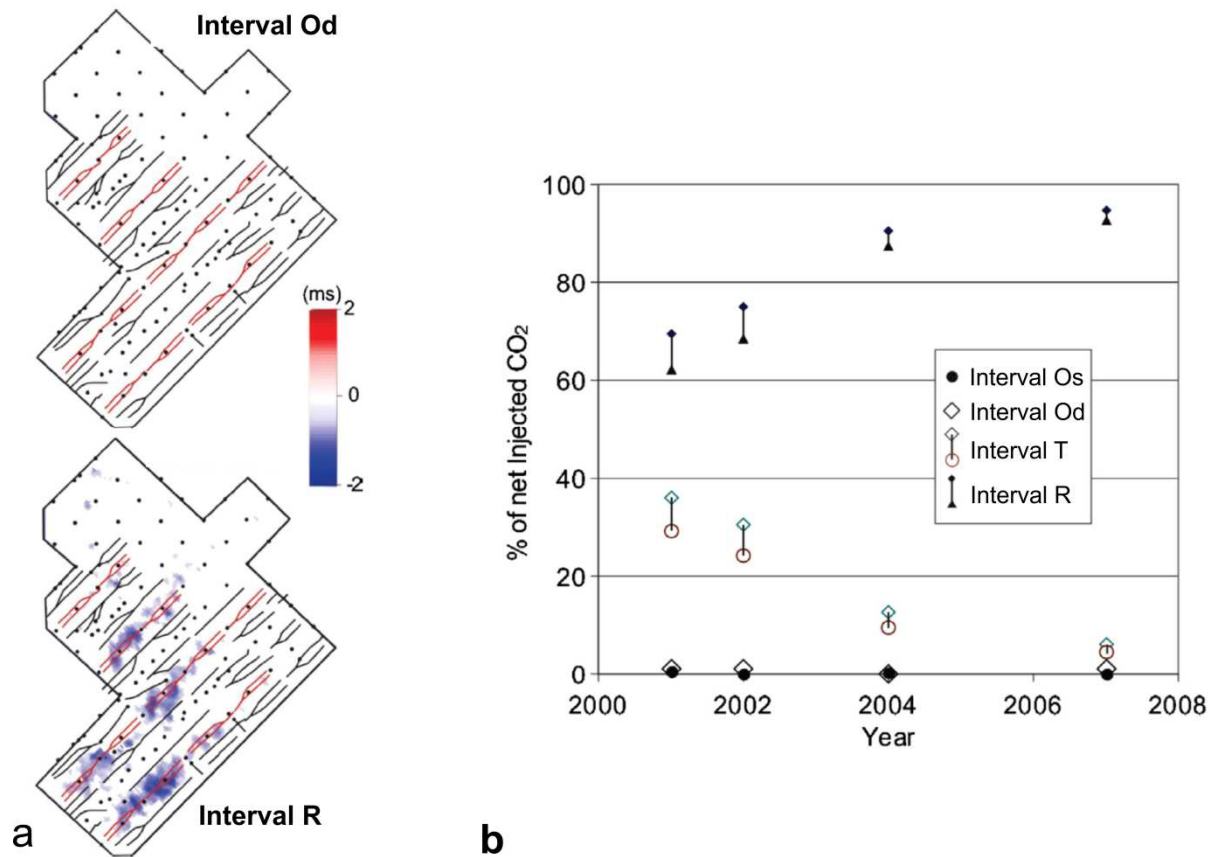 Interval Od
(ms)
2
0
-2
Interval R
a
100
80
60
40
20
0
% of net Injected CO₂
2000
2002
2004
2006
2008
Year
Interval Os
Interval Od
Interval T
Interval R
b